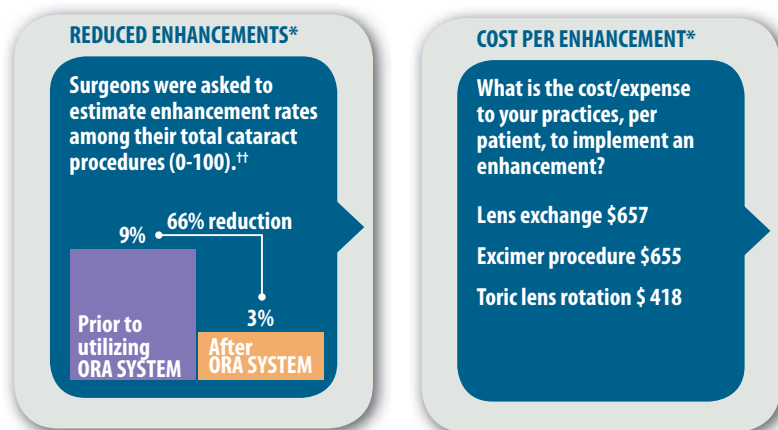 REDUCED ENHANCEMENTS*
Surgeons were asked to
estimate enhancement rates
among their total cataract
procedures (0-100).††
66% reduction
9%
3%
Prior to
utilizing
ORA SYSTEM
After
ORA SYSTEM
COST PER ENHANCEMENT*
What is the cost/expense
to your practices, per
patient, to implement an
enhancement?
Lens exchange $657
Excimer procedure $655
Toric lens rotation $ 418